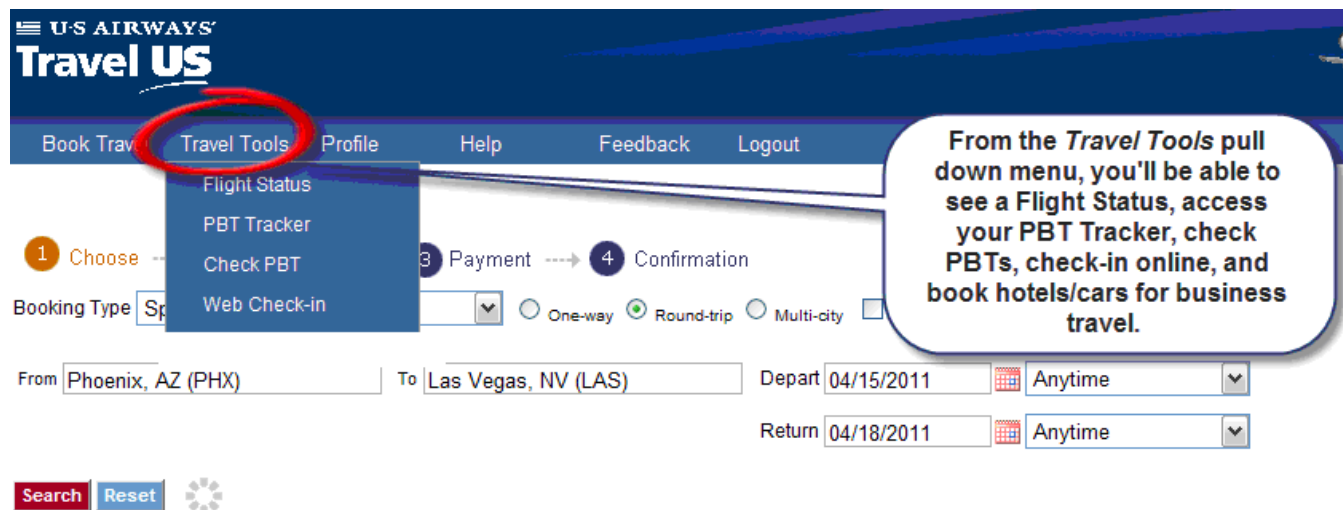 U·S AIRWAYS
Travel US
Book Trav Travel Tools Profile Help Feedback Logout
Flight Status
PBT Tracker
Check PBT
Web Check-in
From the Travel Tools pull
down menu, you'll be able to
see a Flight Status, access
your PBT Tracker, check
PBTs, check-in online, and
book hotels/cars for business
travel.
1 Choose 3 Payment 4 Confirmation
Booking Type Sp One-way Round-trip Multi-city
From Phoenix, AZ (PHX) To Las Vegas, NV (LAS) Depart 04/15/2011 Anytime
Return 04/18/2011 Anytime
Search Reset